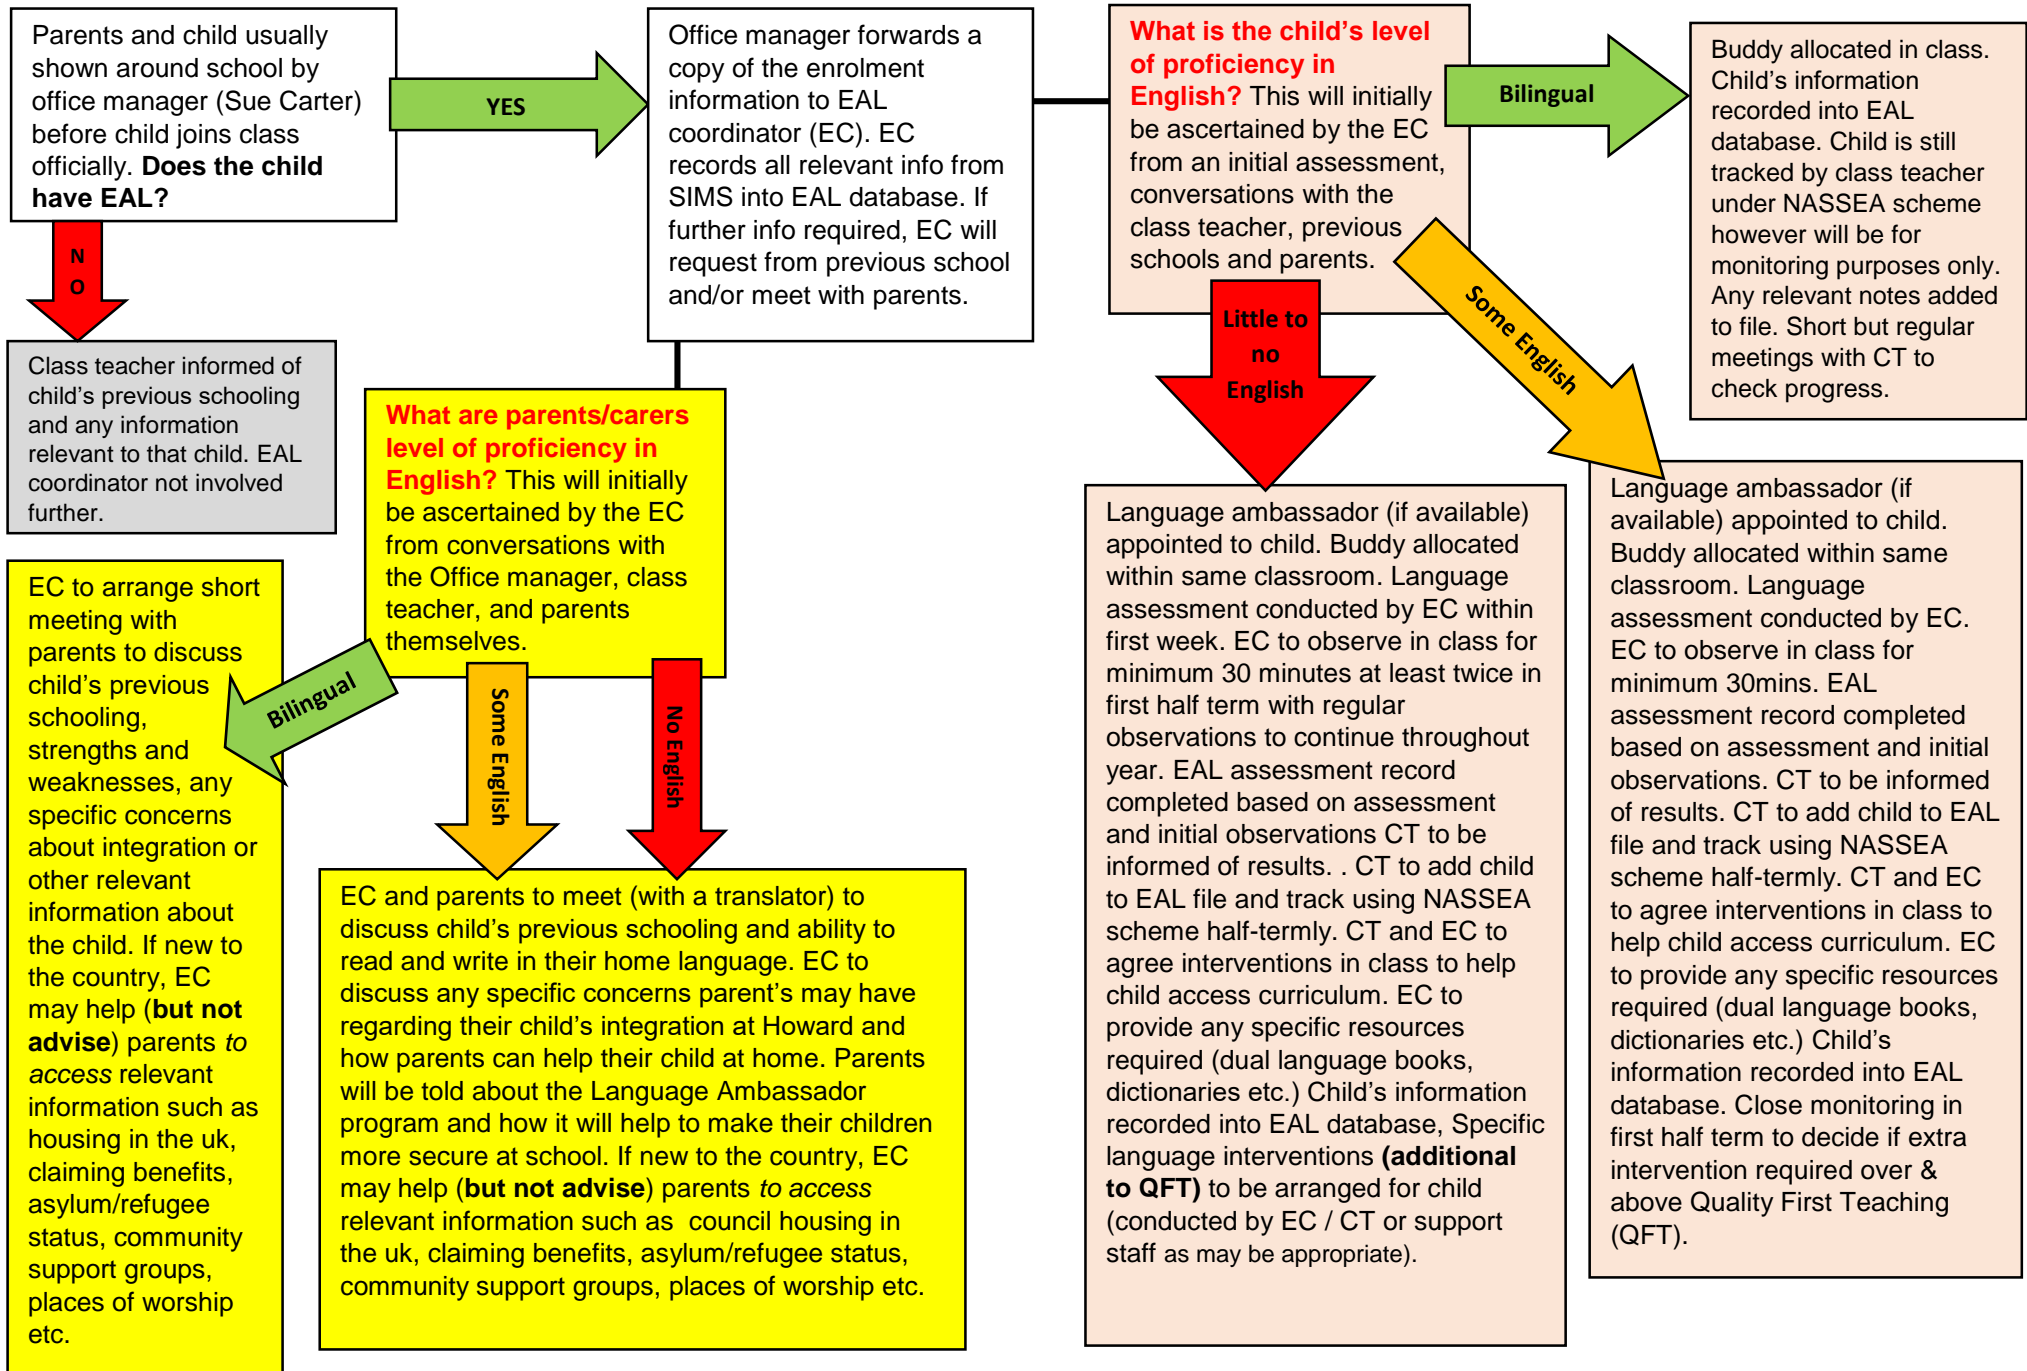 Parents and child usually
shown around school by
office manager (Sue Carter)
before child joins class
officially. Does the child
have EAL?
YES
N
O
Class teacher informed of
child's previous schooling
and any information
relevant to that child. EAL
coordinator not involved
further.
Office manager forwards a
copy of the enrolment
information to EAL
coordinator (EC). EC
records all relevant info from
SIMS into EAL database. If
further info required, EC will
request from previous school
and/or meet with parents.
What are parents/carers
level of proficiency in
English? This will initially
be ascertained by the EC
from conversations with
the Office manager, class
teacher, and parents
themselves.
Bilingual
Some English
No English
EC to arrange short
meeting with
parents to discuss
child's previous
schooling,
strengths and
weaknesses, any
specific concerns
about integration or
other relevant
information about
the child. If new to
the country, EC
may help (but not
advise) parents to
access relevant
information such as
housing in the uk,
claiming benefits,
asylum/refugee
status, community
support groups,
places of worship
etc.
EC and parents to meet (with a translator) to
discuss child's previous schooling and ability to
read and write in their home language. EC to
discuss any specific concerns parent's may have
regarding their child's integration at Howard and
how parents can help their child at home. Parents
will be told about the Language Ambassador
program and how it will help to make their children
more secure at school. If new to the country, EC
may help (but not advise) parents to access
relevant information such as  council housing in
the uk, claiming benefits, asylum/refugee status,
community support groups, places of worship etc.
What is the child's level
of proficiency in
English? This will initially
be ascertained by the EC
from an initial assessment,
conversations with the
class teacher, previous
schools and parents.
Bilingual
Some English
Little to
no
English
Buddy allocated in class.
Child's information
recorded into EAL
database. Child is still
tracked by class teacher
under NASSEA scheme
however will be for
monitoring purposes only.
Any relevant notes added
to file. Short but regular
meetings with CT to
check progress.
Language ambassador (if available)
appointed to child. Buddy allocated
within same classroom. Language
assessment conducted by EC within
first week. EC to observe in class for
minimum 30 minutes at least twice in
first half term with regular
observations to continue throughout
year. EAL assessment record
completed based on assessment
and initial observations CT to be
informed of results. . CT to add child
to EAL file and track using NASSEA
scheme half-termly. CT and EC to
agree interventions in class to help
child access curriculum. EC to
provide any specific resources
required (dual language books,
dictionaries etc.) Child's information
recorded into EAL database, Specific
language interventions (additional
to QFT) to be arranged for child
(conducted by EC / CT or support
staff as may be appropriate).
Language ambassador (if
available) appointed to child.
Buddy allocated within same
classroom. Language
assessment conducted by EC.
EC to observe in class for
minimum 30mins. EAL
assessment record completed
based on assessment and initial
observations. CT to be informed
of results. CT to add child to EAL
file and track using NASSEA
scheme half-termly. CT and EC
to agree interventions in class to
help child access curriculum. EC
to provide any specific resources
required (dual language books,
dictionaries etc.) Child's
information recorded into EAL
database. Close monitoring in
first half term to decide if extra
intervention required over &
above Quality First Teaching
(QFT).